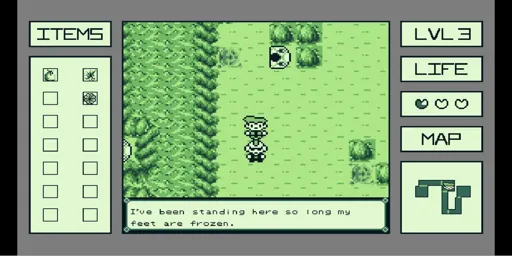 ITEMS
LVL 3
LIFE
MAP
I've been standing here so long my
feet are frozen.